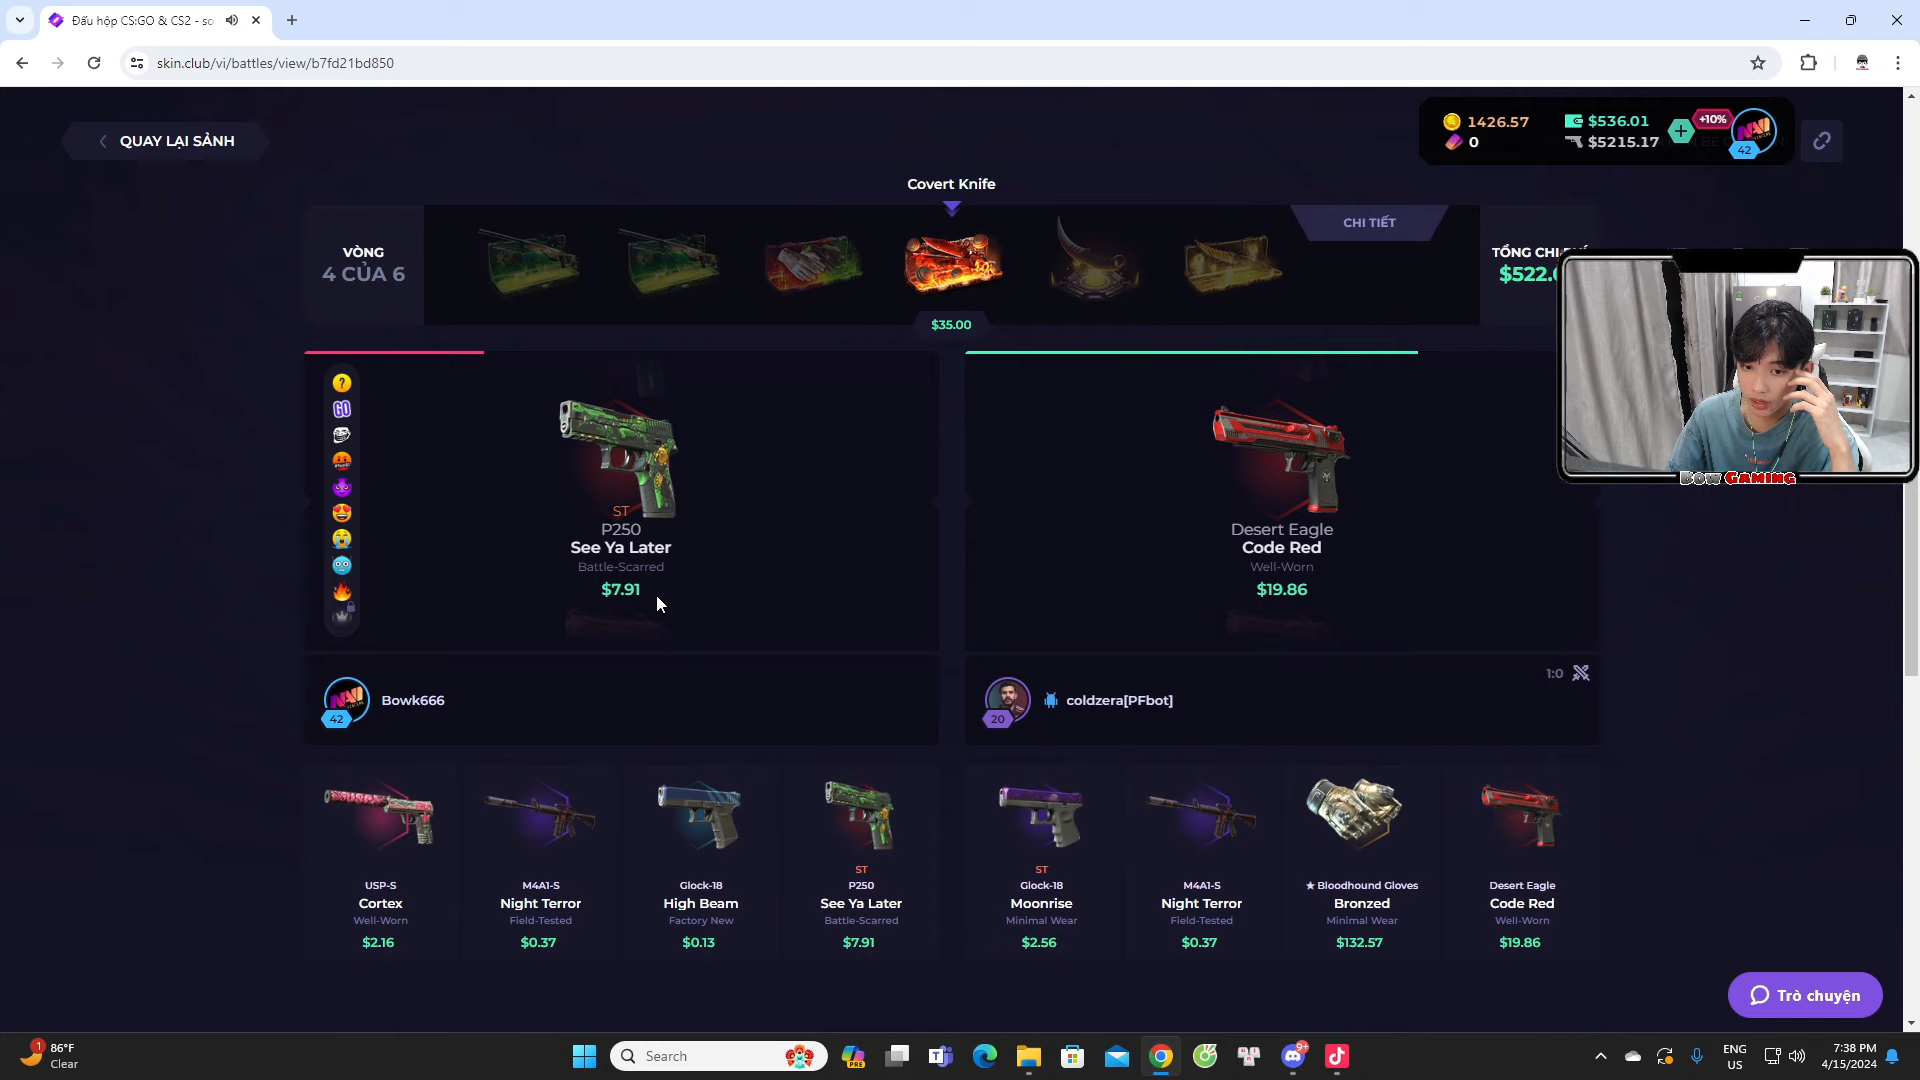 Đấu hộp CS:GO & CS2 - so
skin.club/vi/battles/view/b7fd21bd850
QUAY LẠI SẢNH
1426.57
0
$536.01
$5215.17
+10%
42
Covert Knife
VÒNG
4 CỦA 6
CHI TIẾT
TỔNG CHI
$522.
$35.00
GO
ST
P250
See Ya Later
Battle-Scarred
$7.91
Desert Eagle
Code Red
Well-Worn
$19.86
BOW GAMING
42
Bowk666
20
coldzera[PFbot]
1:0
USP-S
Cortex
Well-Worn
$2.16
M4A1-S
Night Terror
Field-Tested
$0.37
Glock-18
High Beam
Factory New
$0.13
ST
P250
See Ya Later
Battle-Scarred
$7.91
ST
Glock-18
Moonrise
Minimal Wear
$2.56
M4A1-S
Night Terror
Field-Tested
$0.37
★ Bloodhound Gloves
Bronzed
Minimal Wear
$132.57
Desert Eagle
Code Red
Well-Worn
$19.86
Trò chuyện
1
86°F
Clear
Search
PRE
9+
ENG
US
7:38 PM
4/15/2024